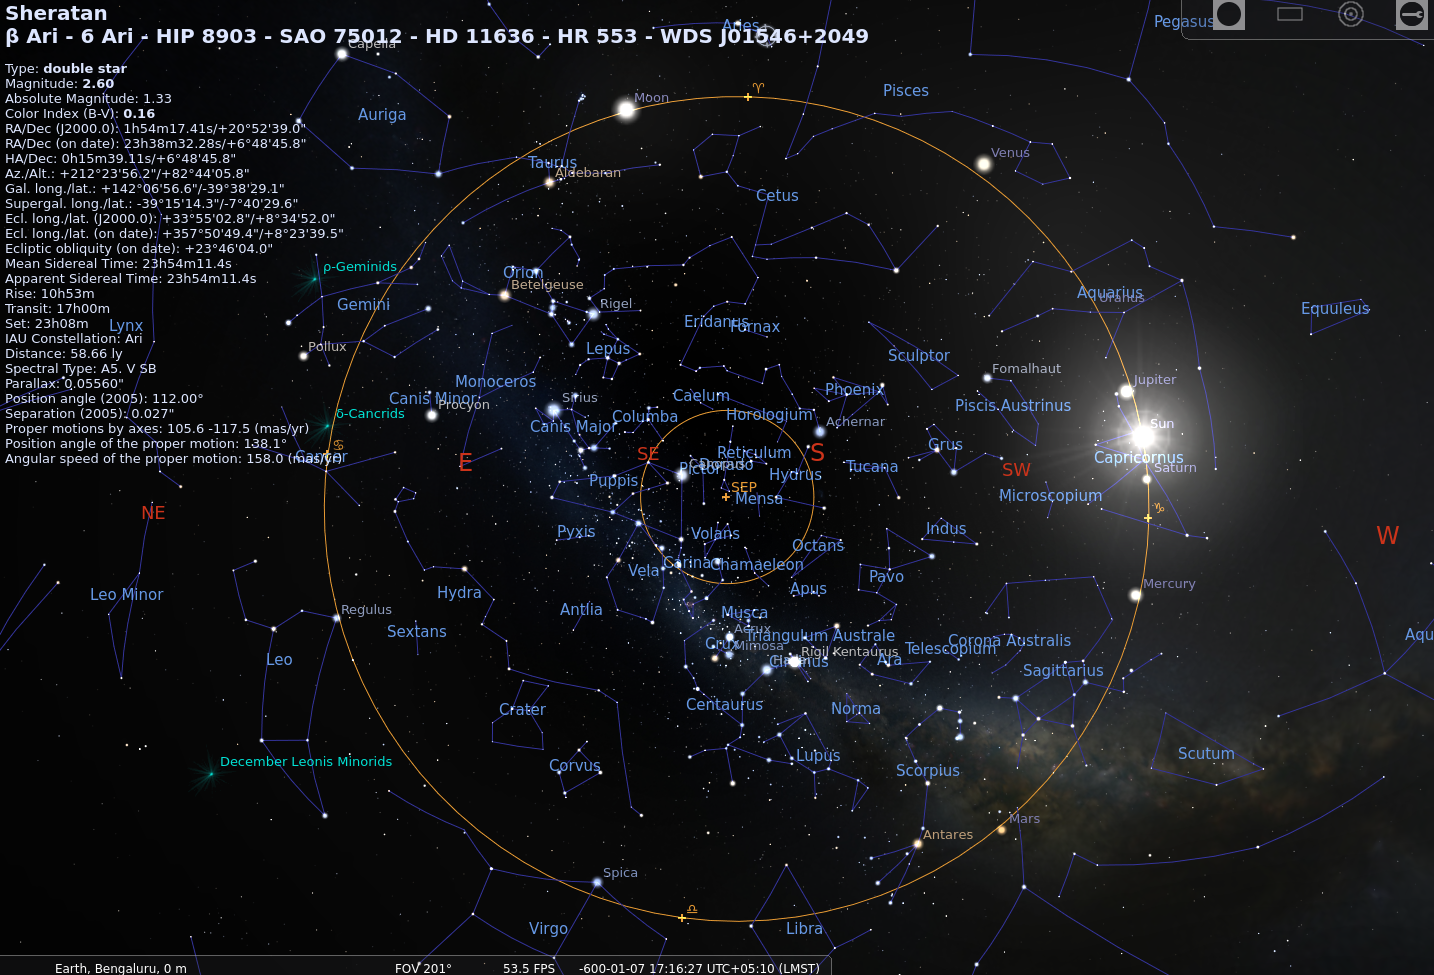 Sheratan
β Ari - 6 Ari - HIP 8903 - SAO 75012 - HD 11636 - HR 553 - WDS J01546+2049
Type: double star
Magnitude: 2.60
Absolute Magnitude: 1.33
Color Index (B-V): 0.16
RA/Dec (J2000.0): 1h54m17.41s/+20°52'39.0"
RA/Dec (on date): 23h38m32.28s/+6°48'45.8"
HA/Dec: 0h15m39.11s/+6°48'45.8"
Az./Alt.: +212°23'56.2"/+82°44'05.8"
Gal. long./lat.: +142°06'56.6"/-39°38'29.1"
Supergal. long./lat.: -39°15'14.3"/-7°40'29.6"
Ecl. long./lat. (J2000.0): +33°55'02.8"/+8°34'52.0"
Ecl. long./lat. (on date): +357°50'49.4"/+8°23'39.5"
Ecliptic obliquity (on date): +23°46'04.0"
Mean Sidereal Time: 23h54m11.4s
Apparent Sidereal Time: 23h54m11.4s
Rise: 10h53m
Transit: 17h00m
Set: 23h08m
IAU Constellation: Ari
Distance: 58.66 ly
Spectral Type: A5. V SB
Parallax: 0.05560"
Position angle (2005): 112.00°
Separation (2005): 0.027"
Proper motions by axes: 105.6 -117.5 (mas/yr)
Position angle of the proper motion: 138.1°
Angular speed of the proper motion: 158.0 (mas/yr)
Aries
Pegasus
Capella
Moon
♈
Pisces
Auriga
Venus
Taurus
Aldebaran
Cetus
ρ-Geminids
Orion
Betelgeuse
Gemini
Rigel
Aquarius
Uranus
Equuleus
Lynx
Eridanus
Fornax
Pollux
Lepus
Sculptor
Fomalhaut
Jupiter
Monoceros
Canis Minor
Procyon
Sirius
Caelum
Phoenix
Piscis Austrinus
δ-Cancrids
Canis Major
Columba
Horologium
Achernar
Sun
♋
Cancer
E
SE
Reticulum
S
Grus
Capricornus
Pictor
Dorado
Canopus
Hydrus
Tucana
SW
Saturn
Puppis
SEP
Mensa
Microscopium
♑
NE
Pyxis
Volans
Octans
Indus
W
Vela
Carina
Chamaeleon
Pavo
Mercury
Leo Minor
Hydra
Apus
Regulus
Antlia
Musca
Sextans
Acrux
Triangulum Australe
Corona Australis
Aqu
Leo
Crux
Mimosa
Circinus
Hadar
Rigil Kentaurus
Ara
Telescopium
Sagittarius
Crater
Centaurus
Norma
December Leonis Minorids
Corvus
Lupus
Scorpius
Scutum
Mars
Antares
Spica
♎
Virgo
Libra
Earth, Bengaluru, 0 m
FOV 201°
53.5 FPS
-600-01-07 17:16:27 UTC+05:10 (LMST)